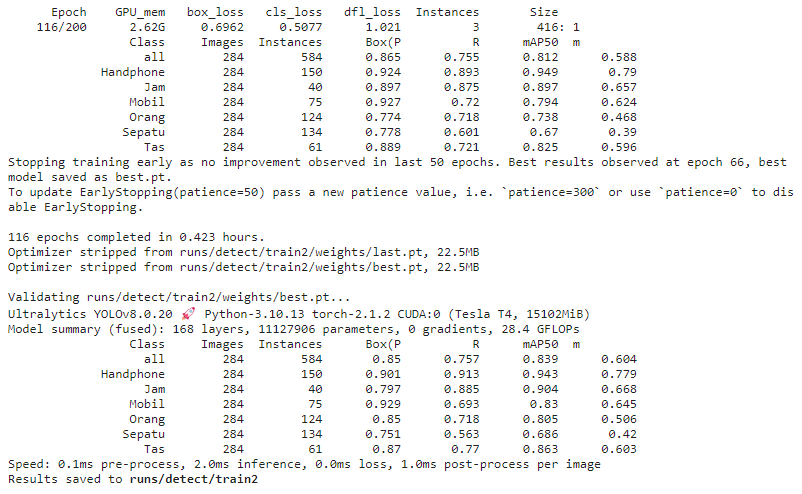 Epoch GPU_mem box_loss cls_loss dfl_loss Instances Size
116/200 2.62G 0.6962 0.5077 1.021 3 416: 1
Class Images Instances Box(P R mAP50 m
all 284 584 0.865 0.755 0.812 0.588
Handphone 284 150 0.924 0.893 0.949 0.79
Jam 284 40 0.897 0.875 0.897 0.657
Mobil 284 75 0.927 0.72 0.794 0.624
Orang 284 124 0.774 0.718 0.738 0.468
Sepatu 284 134 0.778 0.601 0.67 0.39
Tas 284 61 0.889 0.721 0.825 0.596
Stopping training early as no improvement observed in last 50 epochs. Best results observed at epoch 66, best
model saved as best.pt.
To update EarlyStopping(patience=50) pass a new patience value, i.e. `patience=300` or use `patience=0` to dis
able EarlyStopping.
116 epochs completed in 0.423 hours.
Optimizer stripped from runs/detect/train2/weights/last.pt, 22.5MB
Optimizer stripped from runs/detect/train2/weights/best.pt, 22.5MB
Validating runs/detect/train2/weights/best.pt...
Ultralytics YOLOv8.0.20 🚀 Python-3.10.13 torch-2.1.2 CUDA:0 (Tesla T4, 15102MiB)
Model summary (fused): 168 layers, 11127906 parameters, 0 gradients, 28.4 GFLOPs
Class Images Instances Box(P R mAP50 m
all 284 584 0.85 0.757 0.839 0.604
Handphone 284 150 0.901 0.913 0.943 0.779
Jam 284 40 0.797 0.885 0.904 0.668
Mobil 284 75 0.929 0.693 0.83 0.645
Orang 284 124 0.85 0.718 0.805 0.506
Sepatu 284 134 0.751 0.563 0.686 0.42
Tas 284 61 0.87 0.77 0.863 0.603
Speed: 0.1ms pre-process, 2.0ms inference, 0.0ms loss, 1.0ms post-process per image
Results saved to runs/detect/train2